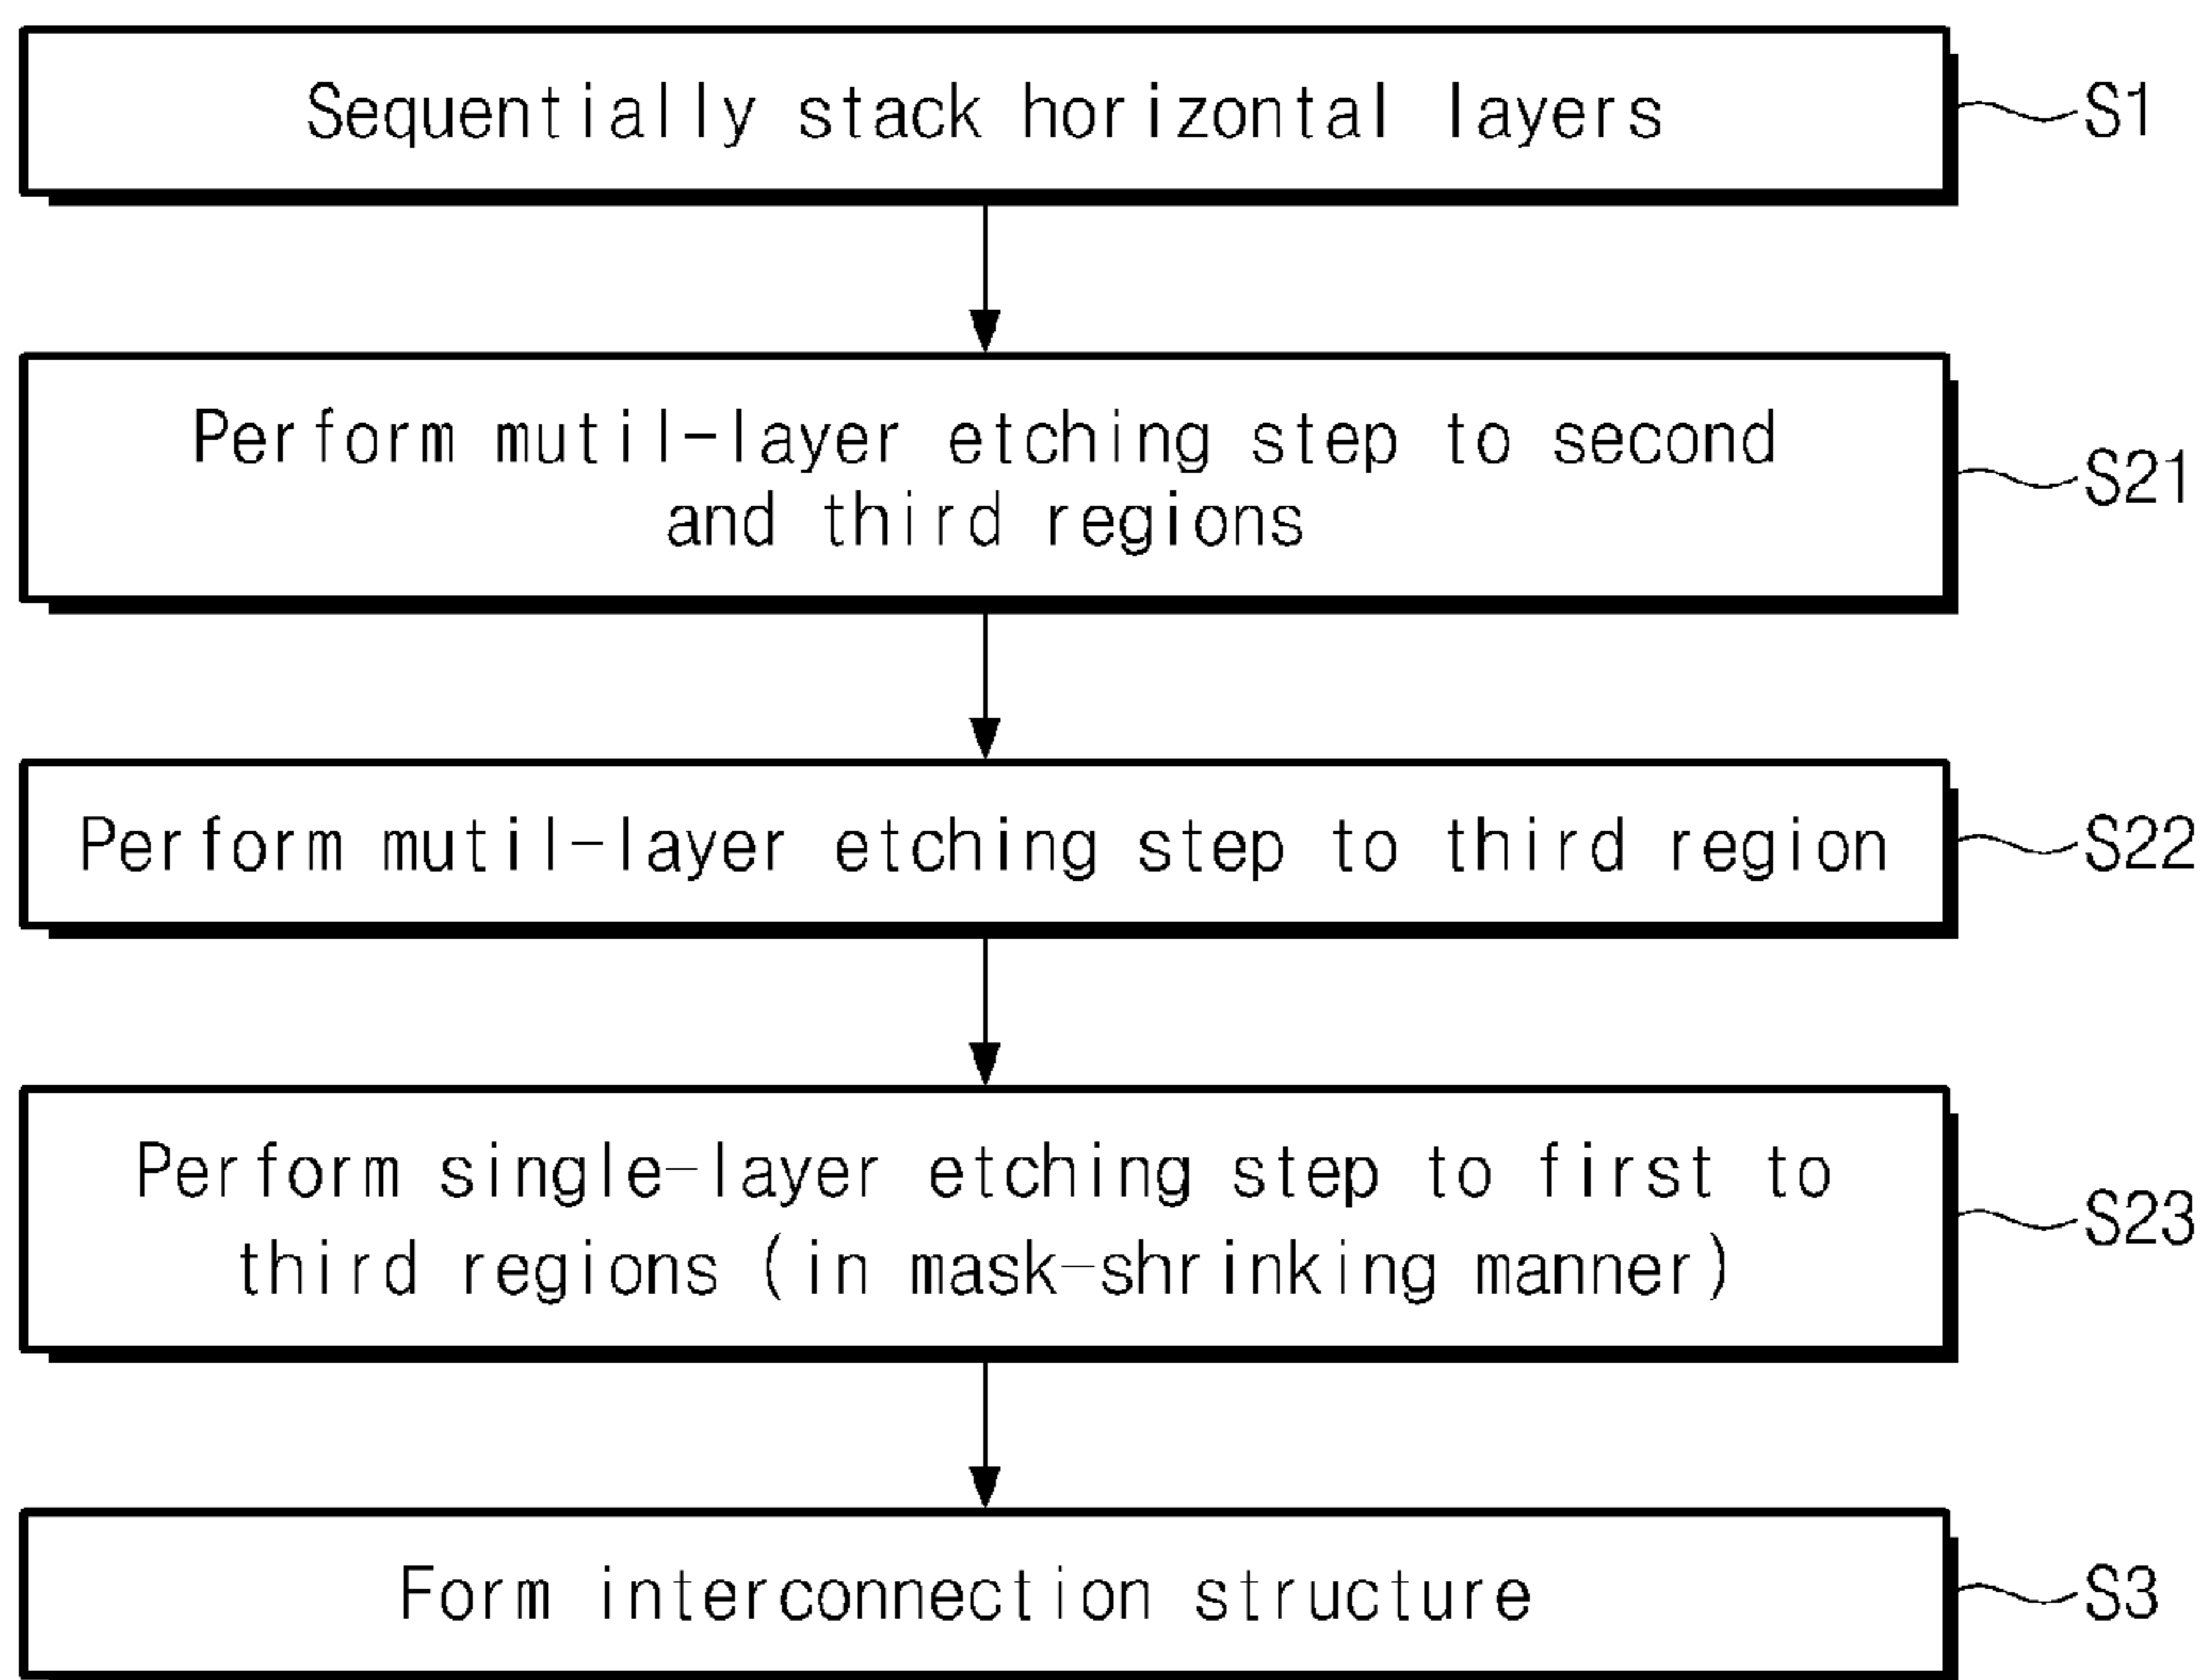 Sequentially stack horizontal layers
S1
Perform mutil-layer etching step to second
and third regions
S21
Perform mutil-layer etching step to third region
S22
Perform single-layer etching step to first to
third regions (in mask-shrinking manner)
S23
Form interconnection structure
S3